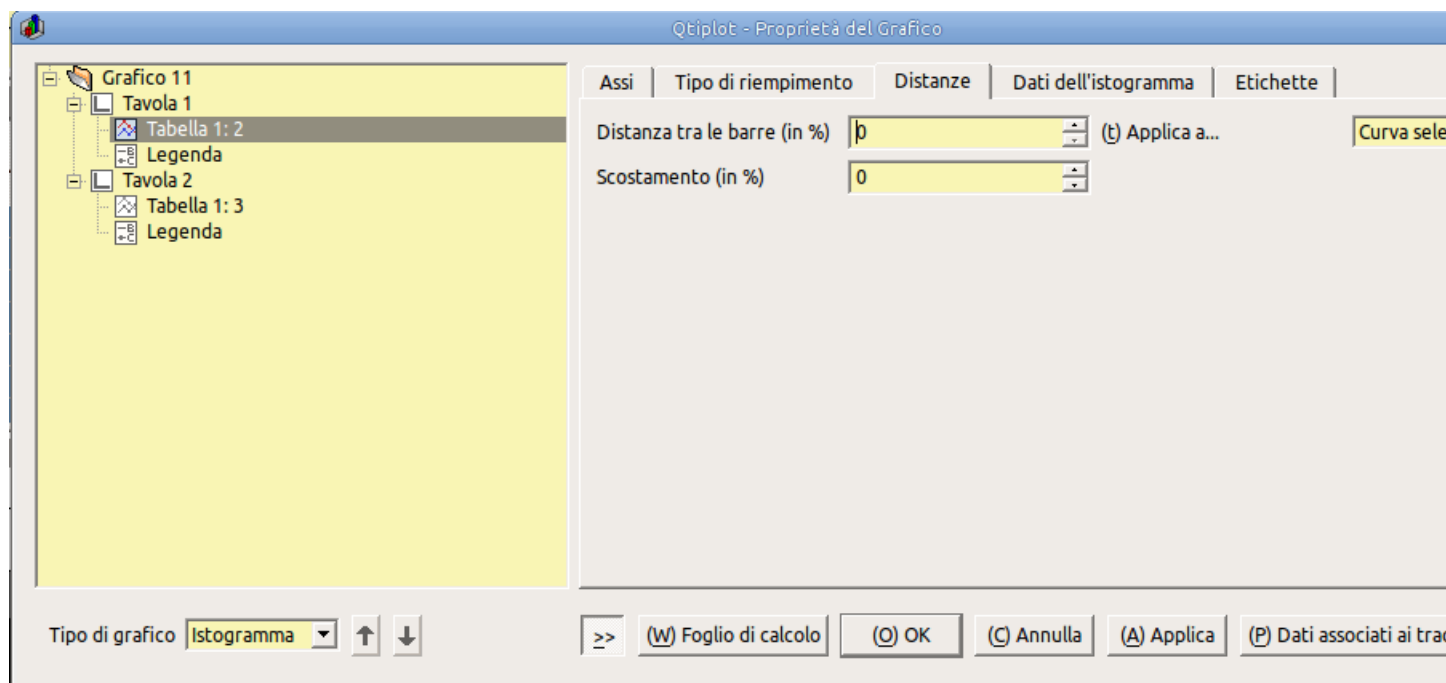 Qtiplot - Proprietà del Grafico
Grafico 11
Tavola 1
Tabella 1: 2
Legenda
Tavola 2
Tabella 1: 3
Legenda
Assi Tipo di riempimento Distanze Dati dell'istogramma Etichette
Distanza tra le barre (in %) 0 (t) Applica a... Curva sele
Scostamento (in %) 0
Tipo di grafico Istogramma >> (W) Foglio di calcolo (O) OK (C) Annulla (A) Applica (P) Dati associati ai trac